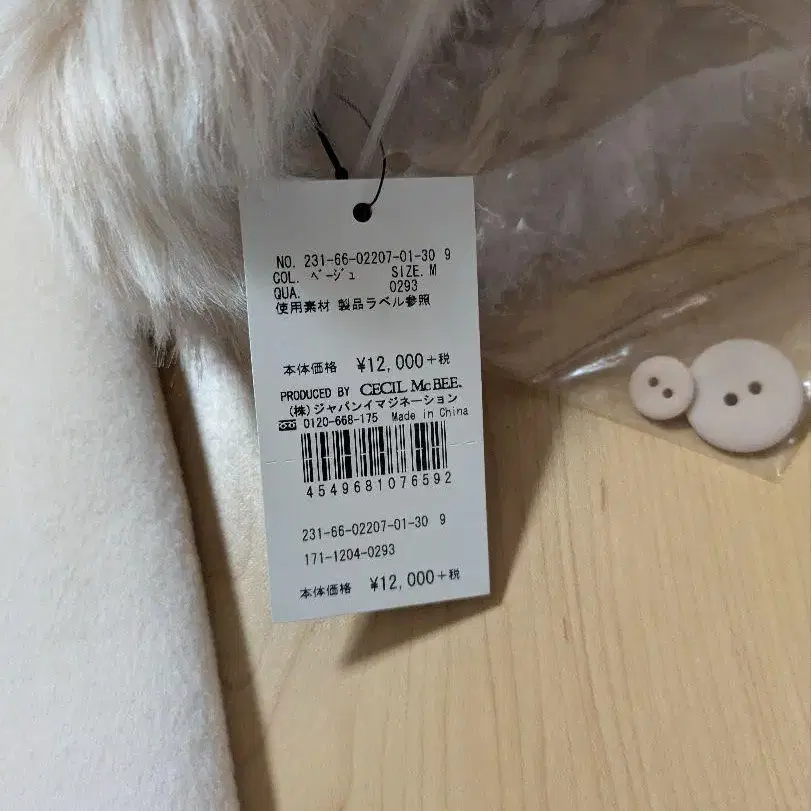 NO. 231-66-02207-01-30 9
COL. ﾍﾞｰｼﾞｭ SIZE. M
QUA. 0293
使用素材 製品ラベル参照
本体価格 ¥12,000+税
PRODUCED BY CECIL McBEE.
(株)ジャパンイマジネーション
0120-668-175 Made in China
4549681076592
231-66-02207-01-30 9
171-1204-0293
本体価格 ¥12,000+税